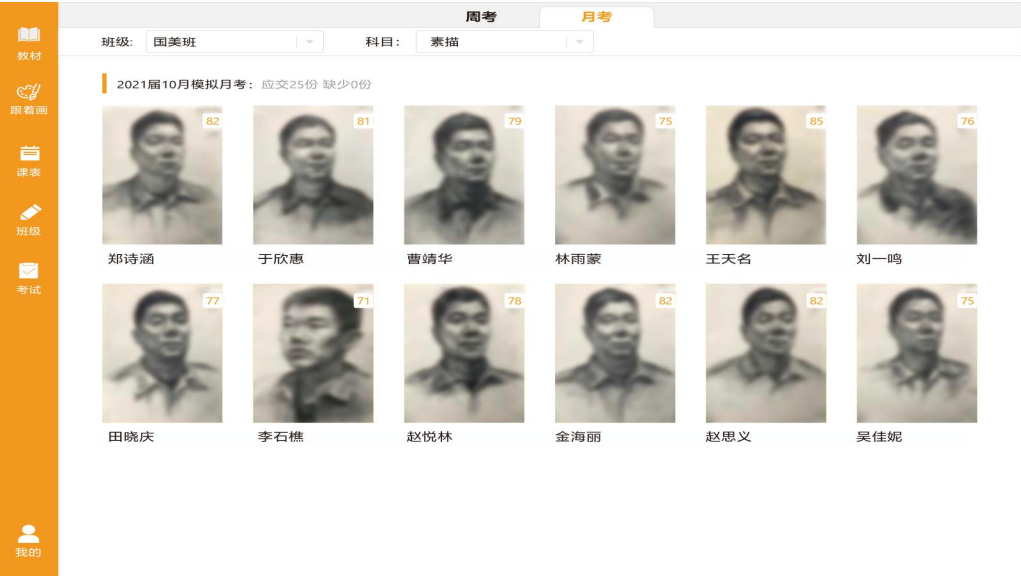 周考 月考
班级: 国美班 科目: 素描
教材
跟着画
课表
班级
考试
我的
2021届10月模拟月考: 应交25份 缺少0份
82 81 79 75 85 76
郑诗涵 于欣惠 曹靖华 林雨蒙 王天名 刘一鸣
77 71 78 82 82 75
田晓庆 李石樵 赵悦林 金海丽 赵思义 吴佳妮